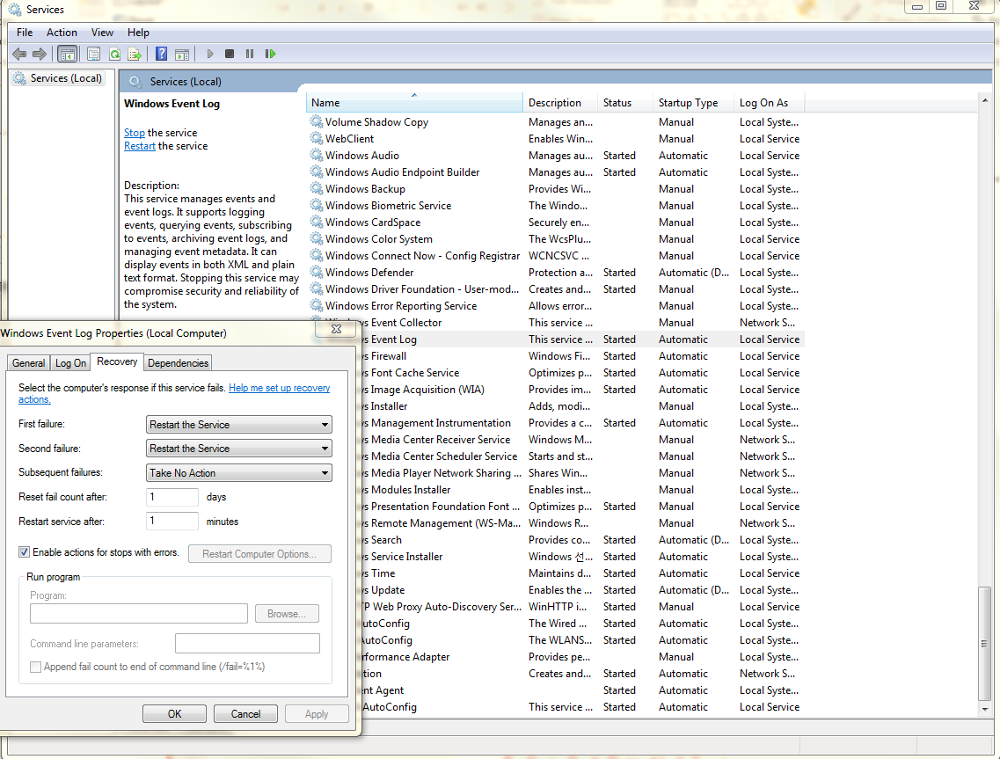 Services
File Action View Help
Services (Local)
Services (Local)
Windows Event Log
Stop the service
Restart the service
Description:
This service manages events and
event logs. It supports logging
events, querying events, subscribing
to events, archiving event logs, and
managing event metadata. It can
display events in both XML and plain
text format. Stopping this service may
compromise security and reliability of
the system.
Name Description Status Startup Type Log On As
Volume Shadow Copy Manages an... Manual Local Syste...
WebClient Enables Win... Manual Local Service
Windows Audio Manages au... Started Automatic Local Service
Windows Audio Endpoint Builder Manages au... Started Automatic Local Syste...
Windows Backup Provides Wi... Manual Local Syste...
Windows Biometric Service The Windo... Manual Local Syste...
Windows CardSpace Securely en... Manual Local Syste...
Windows Color System The WcsPlu... Manual Local Service
Windows Connect Now - Config Registrar WCNCSVC ... Manual Local Service
Windows Defender Protection a... Started Automatic (D... Local Syste...
Windows Driver Foundation - User-mod... Creates and... Started Manual Local Syste...
Windows Error Reporting Service Allows error... Manual Local Syste...
Windows Event Collector This service ... Manual Network S...
s Event Log This service ... Started Automatic Local Service
s Firewall Windows Fi... Started Automatic Local Service
s Font Cache Service Optimizes p... Started Automatic Local Service
s Image Acquisition (WIA) Provides im... Started Automatic Local Service
s Installer Adds, modi... Manual Local Syste...
s Management Instrumentation Provides a c... Started Automatic Local Syste...
s Media Center Receiver Service Windows M... Manual Network S...
s Media Center Scheduler Service Starts and st... Manual Network S...
s Media Player Network Sharing ... Shares Win... Manual Network S...
s Modules Installer Enables inst... Manual Local Syste...
s Presentation Foundation Font ... Optimizes p... Started Manual Local Service
s Remote Management (WS-Ma... Windows R... Manual Network S...
s Search Provides co... Started Automatic (D... Local Syste...
s Service Installer Windows 선... Started Automatic Local Syste...
s Time Maintains d... Started Automatic Local Service
s Update Enables the ... Started Automatic (D... Local Syste...
TP Web Proxy Auto-Discovery Ser... WinHTTP i... Started Manual Local Service
utoConfig The Wired ... Started Automatic Local Syste...
AutoConfig The WLANS... Started Automatic Local Syste...
rformance Adapter Provides pe... Manual Local Syste...
tion Creates and... Started Automatic Network S...
ent Agent Started Automatic Local Syste...
AutoConfig This service ... Started Automatic Local Service
Windows Event Log Properties (Local Computer)
General Log On Recovery Dependencies
Select the computer's response if this service fails. Help me set up recovery
actions.
First failure: Restart the Service
Second failure: Restart the Service
Subsequent failures: Take No Action
Reset fail count after: 1 days
Restart service after: 1 minutes
Enable actions for stops with errors. Restart Computer Options...
Run program
Program:
Browse...
Command line parameters:
Append fail count to end of command line (/fail=%1%)
OK Cancel Apply